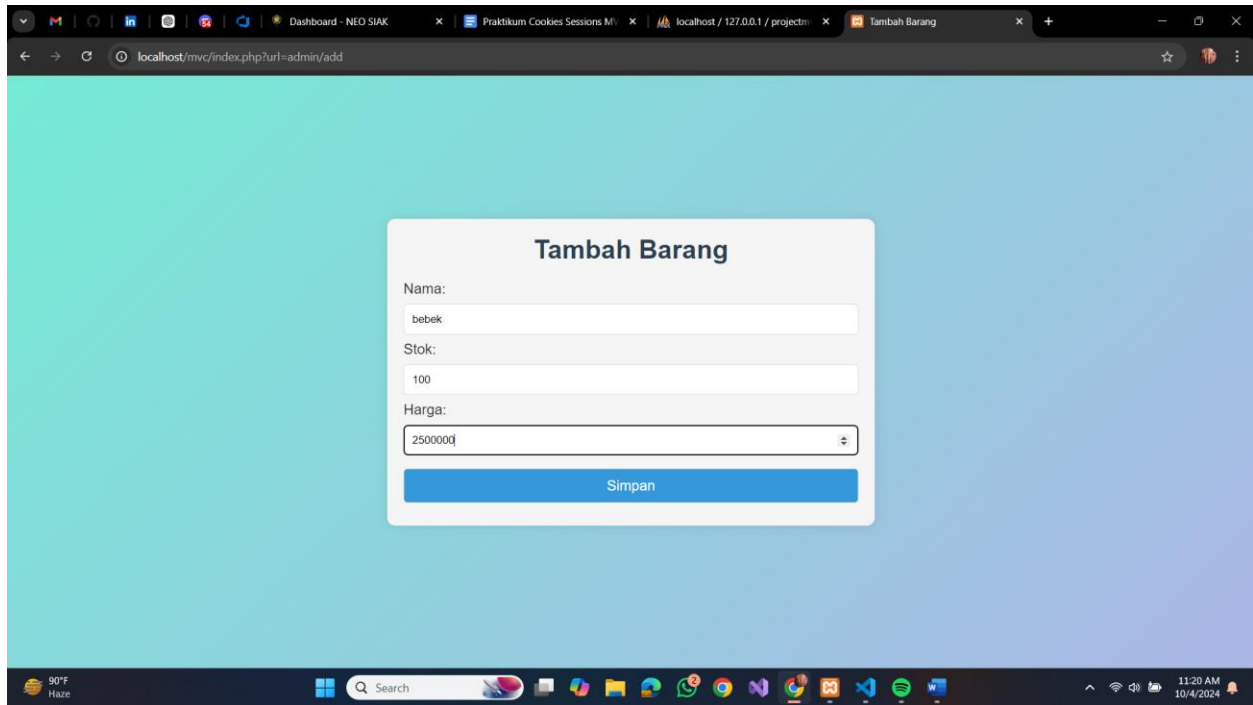 Dashboard - NEO SIAK
Praktikum Cookies Sessions MV
localhost / 127.0.0.1 / projectm
Tambah Barang
localhost/mvc/index.php?url=admin/add
Tambah Barang
Nama:
bebek
Stok:
100
Harga:
2500000
Simpan
90°F
Haze
Search
2
11:20 AM
10/4/2024